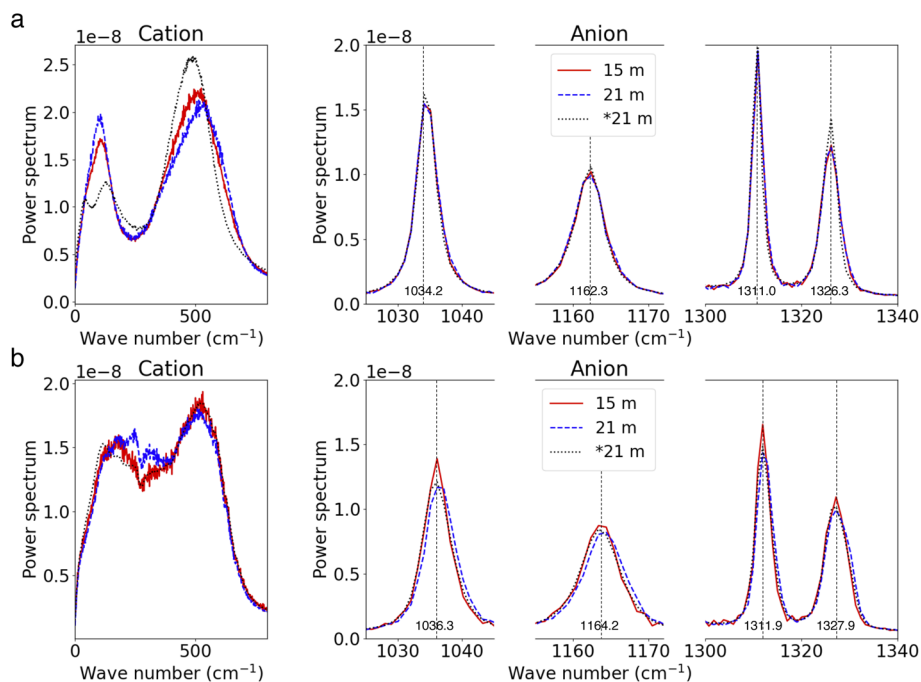 a
Cation
Anion
1e−8
2.5
2.0
1.5
1.0
0.5
0.0
Power spectrum
0
500
Wave number (cm−1)
1e−8
2.0
1.5
1.0
0.5
0.0
Power spectrum
15 m
21 m
*21 m
1034.2
1162.3
1311.0
1326.3
1030
1040
1160
1170
1300
1320
1340
Wave number (cm−1)
b
Cation
Anion
1e−8
2.0
1.5
1.0
0.5
Power spectrum
0
500
Wave number (cm−1)
1e−8
2.0
1.5
1.0
0.5
0.0
Power spectrum
15 m
21 m
*21 m
1036.3
1164.2
1311.9
1327.9
1030
1040
1160
1170
1300
1320
1340
Wave number (cm−1)